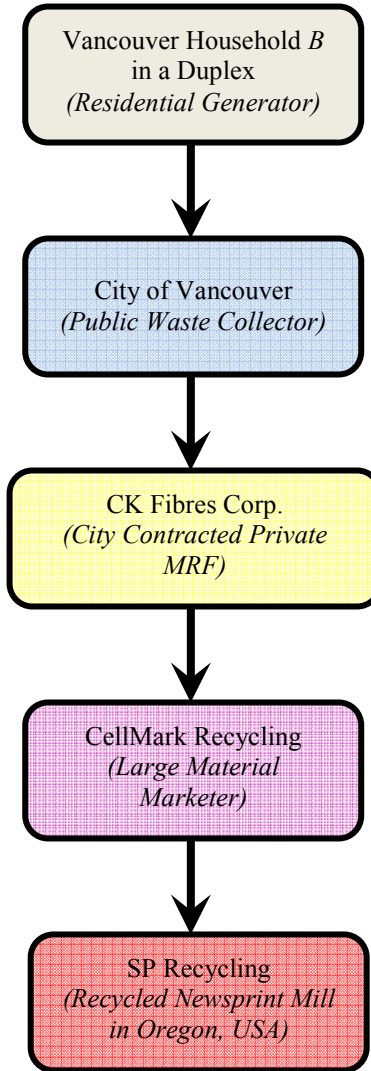 Vancouver Household B
in a Duplex
(Residential Generator)
City of Vancouver
(Public Waste Collector)
CK Fibres Corp.
(City Contracted Private
MRF)
CellMark Recycling
(Large Material
Marketer)
SP Recycling
(Recycled Newsprint Mill
in Oregon, USA)